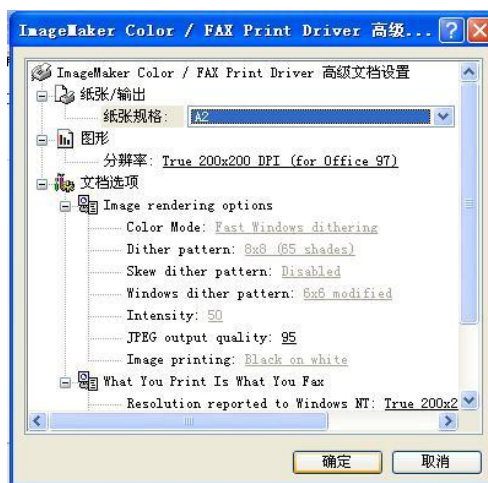 ImageMaker Color / FAX Print Driver 高级...
ImageMaker Color / FAX Print Driver 高级文档设置
纸张/输出
纸张规格: A2
图形
分辨率: True 200x200 DPI (for Office 97)
文档选项
Image rendering options
Color Mode: Fast Windows dithering
Dither pattern: 8x8 (65 shades)
Skew dither pattern: Disabled
Windows dither pattern: 6x6 modified
Intensity: 50
JPEG output quality: 95
Image printing: Black on white
What You Print Is What You Fax
Resolution reported to Windows NT: True 200x2
确定 取消